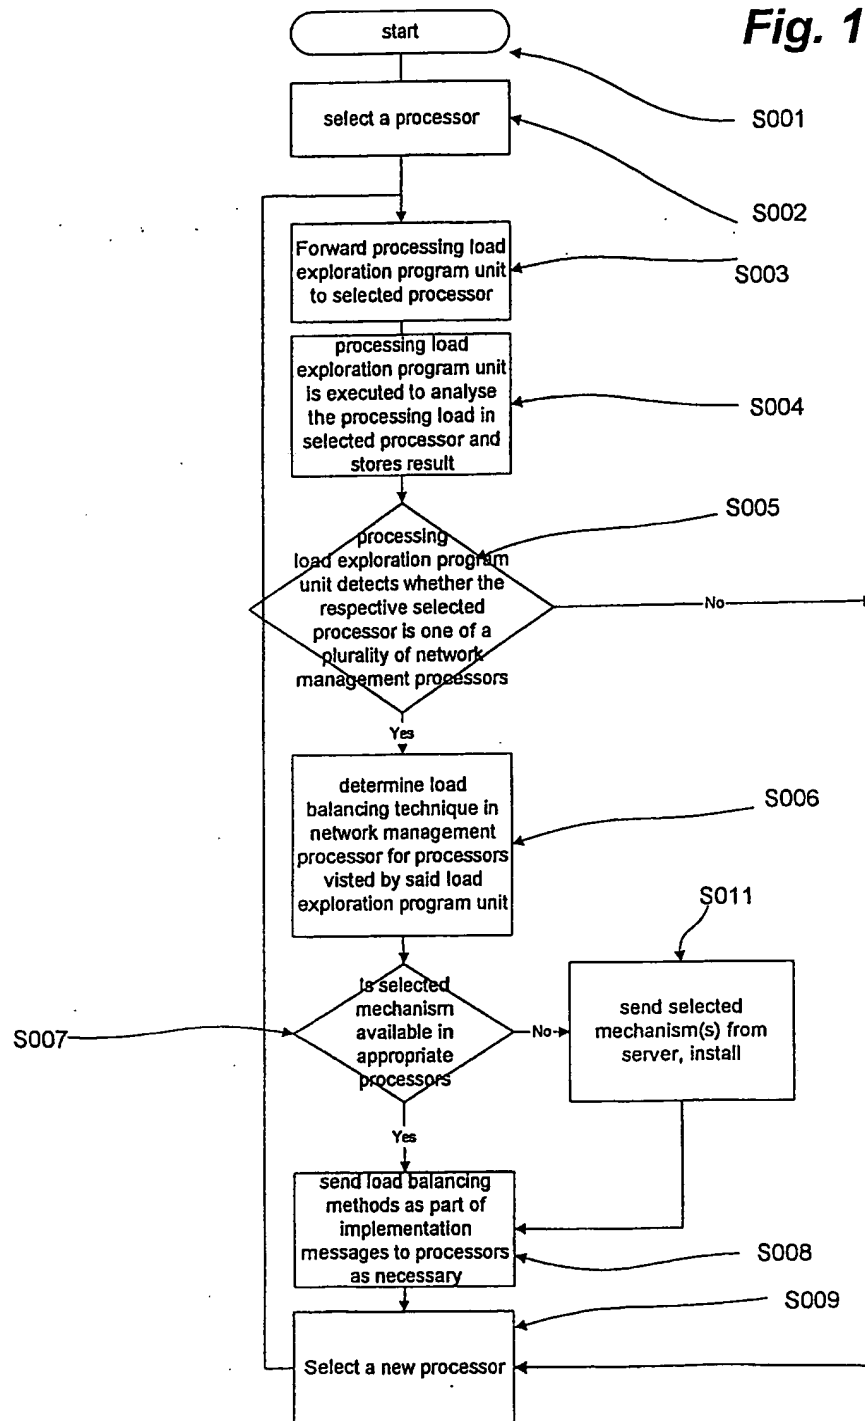 Fig. 1
start
S001
select a processor
S002
Forward processing load
exploration program unit
to selected processor
S003
processing load
exploration program unit
is executed to analyse
the processing load in
selected processor and
stores result
S004
S005
processing
load exploration program
unit detects whether the
respective selected
processor is one of a
plurality of network
management processors
No
Yes
determine load
balancing technique in
network management
processor for processors
visted by said load
exploration program unit
S006
S011
is selected
mechanism
available in
appropriate
processors
S007
No
send selected
mechanism(s) from
server, install
Yes
send load balancing
methods as part of
implementation
messages to processors
as necessary
S008
S009
Select a new processor